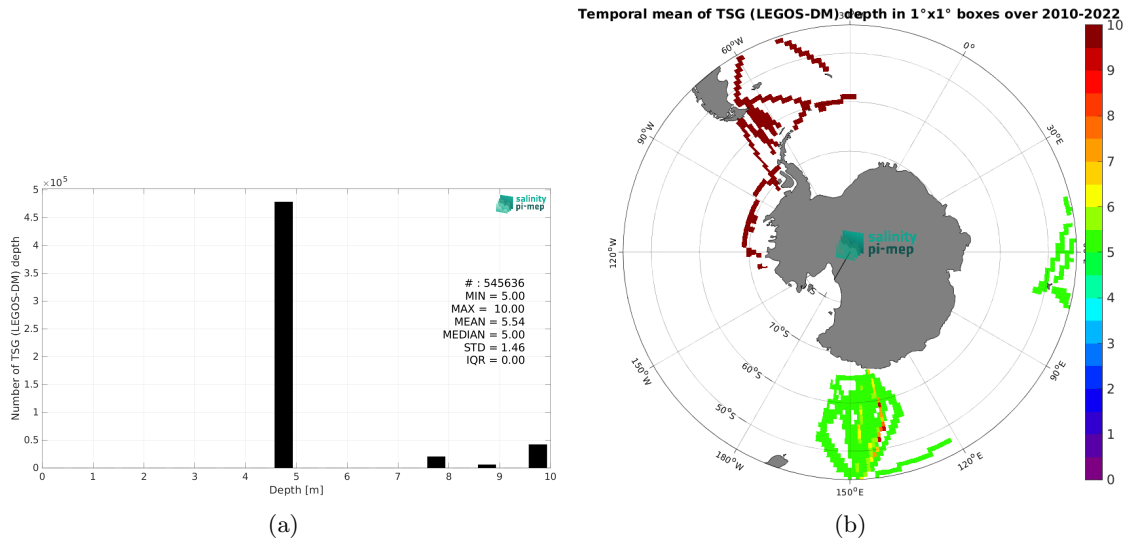 Temporal mean of TSG (LEGOS-DM) depth in 1°x1° boxes over 2010-2022
×10⁵
5
4.5
4
3.5
3
2.5
2
1.5
1
0.5
0
Number of TSG (LEGOS-DM) depth
salinity
pi-mep
# : 545636
MIN = 5.00
MAX = 10.00
MEAN = 5.54
MEDIAN = 5.00
STD = 1.46
IQR = 0.00
0 1 2 3 4 5 6 7 8 9 10
Depth [m]
(a)
60°W
0°
30°E
90°W
120°W
salinity
pi-mep
80°S
70°S
60°S
50°S
150°W
180°W
150°E
120°E
90°E
10
9
8
7
6
5
4
3
2
1
0
(b)